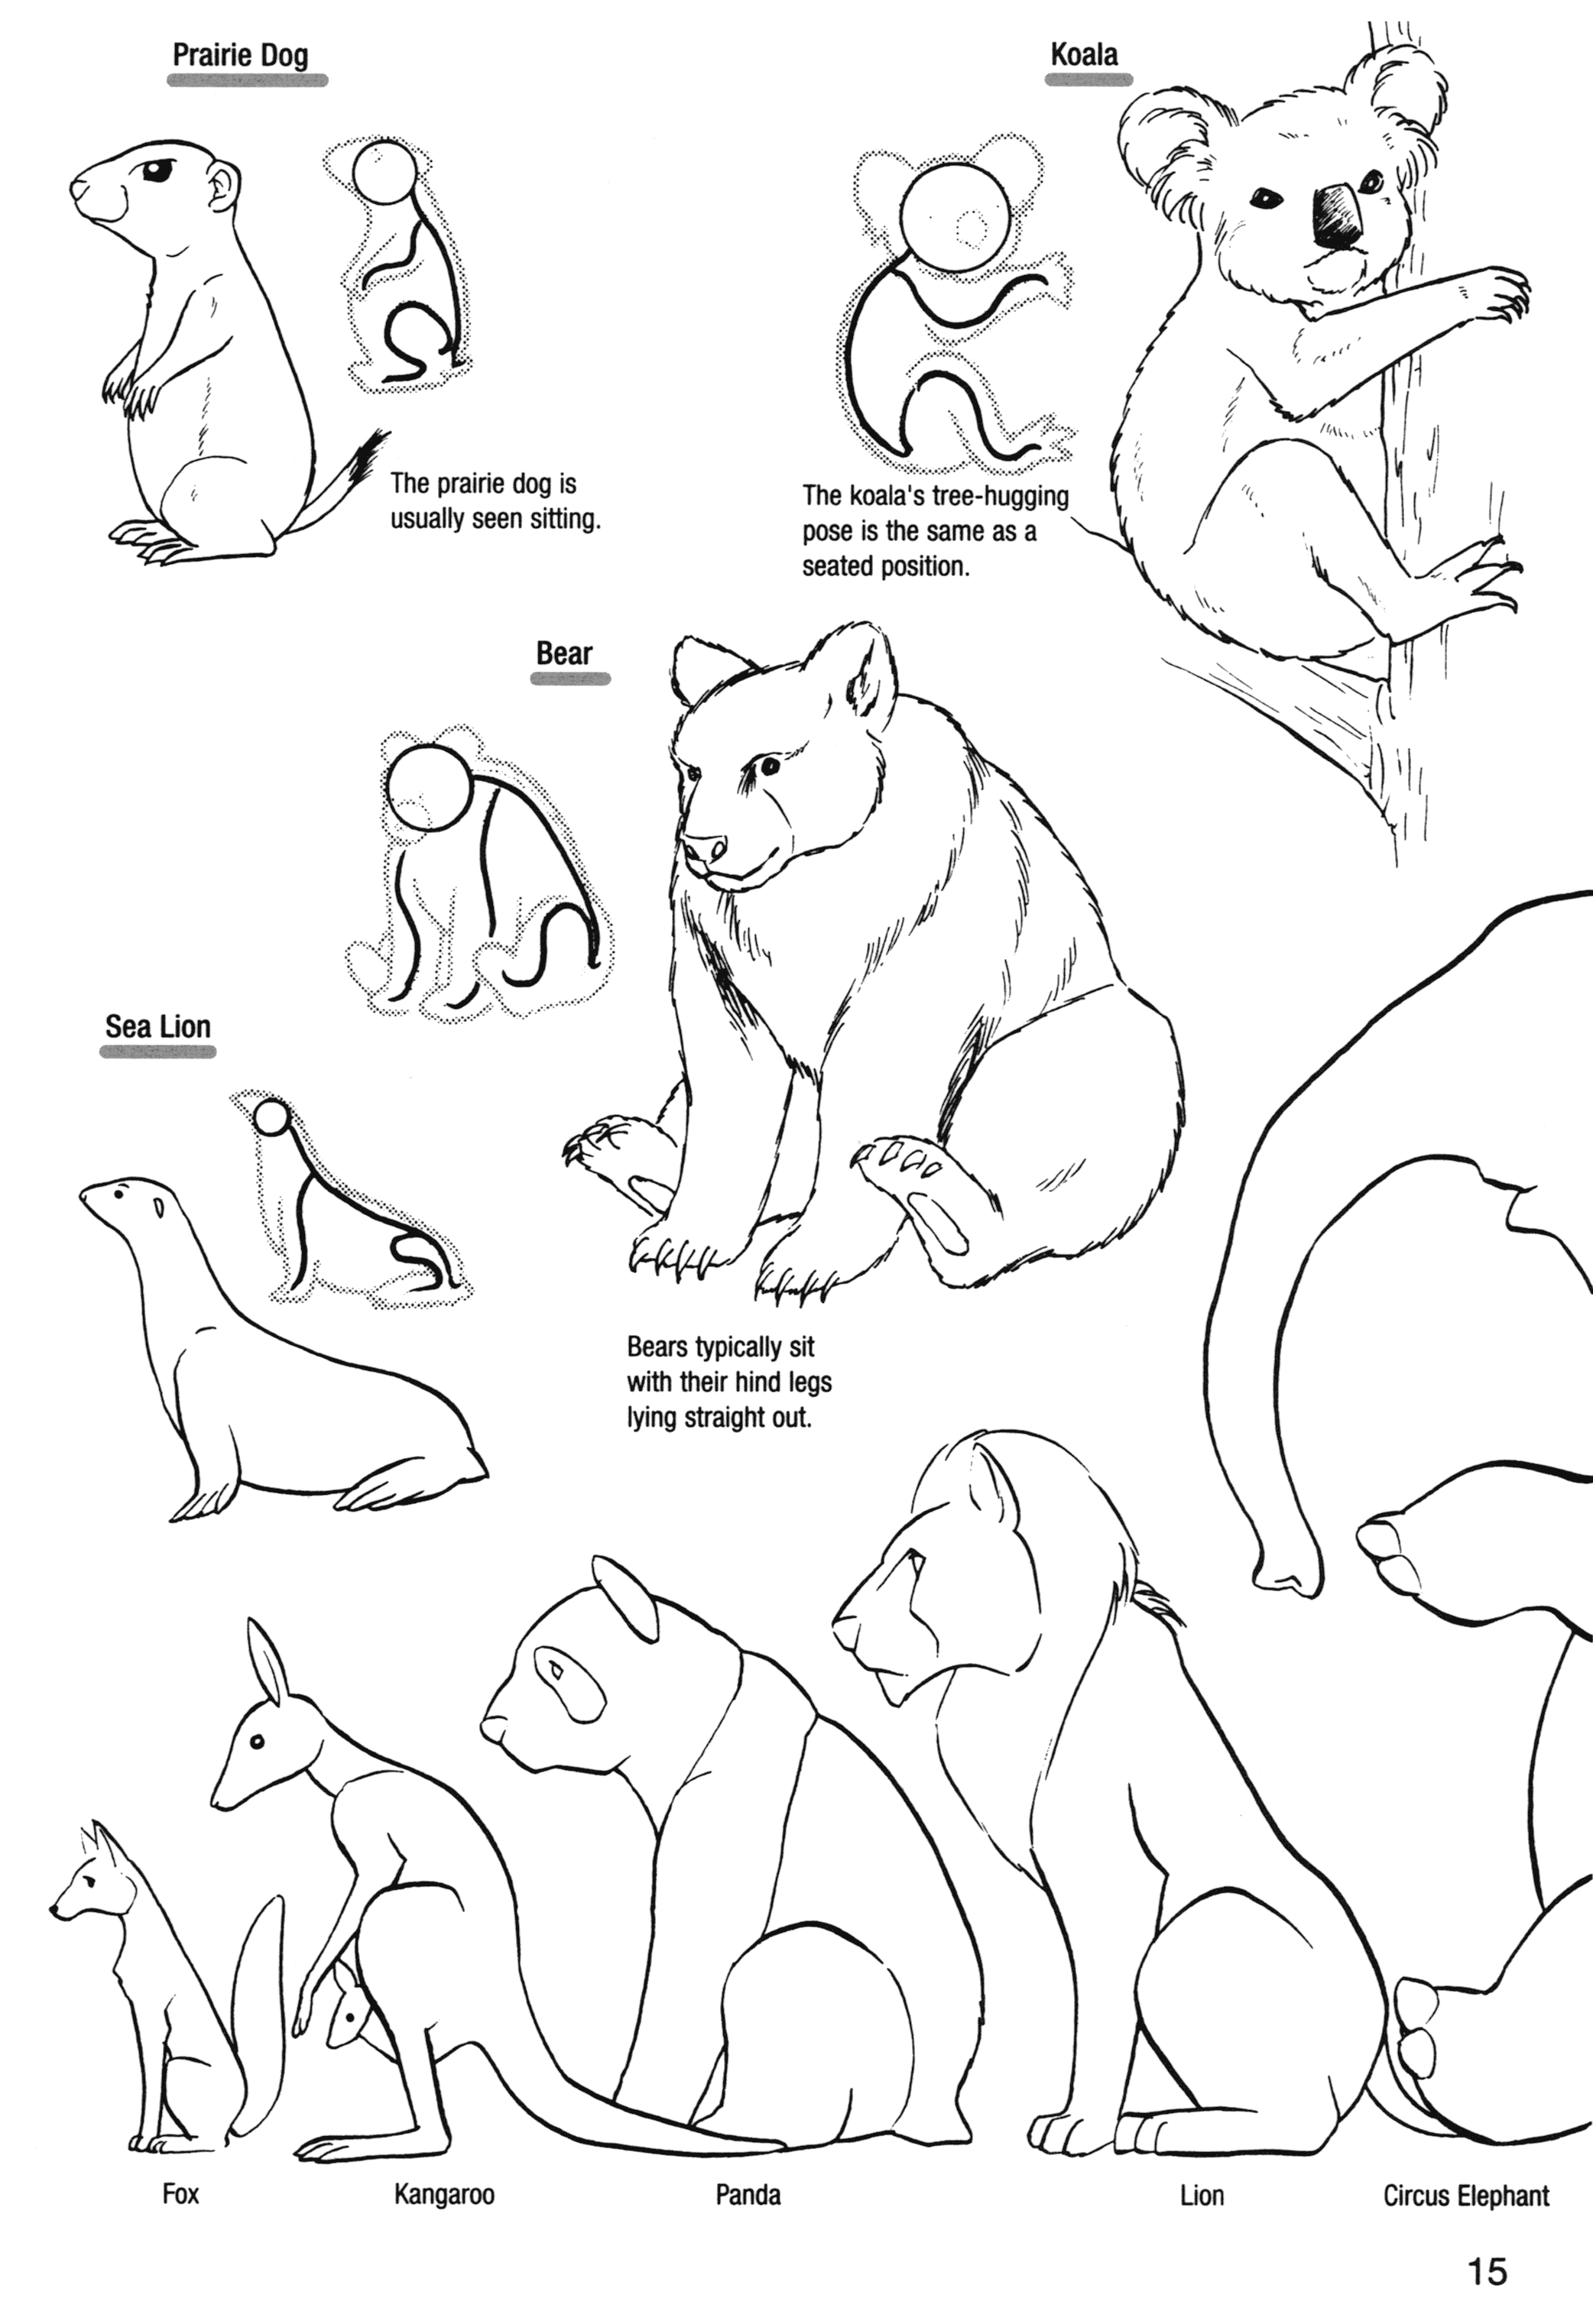 Prairie Dog
Koala
The prairie dog is
usually seen sitting.
The koala's tree-hugging
pose is the same as a
seated position.
Bear
Sea Lion
Bears typically sit
with their hind legs
lying straight out.
Fox
Kangaroo
Panda
Lion
Circus Elephant
15